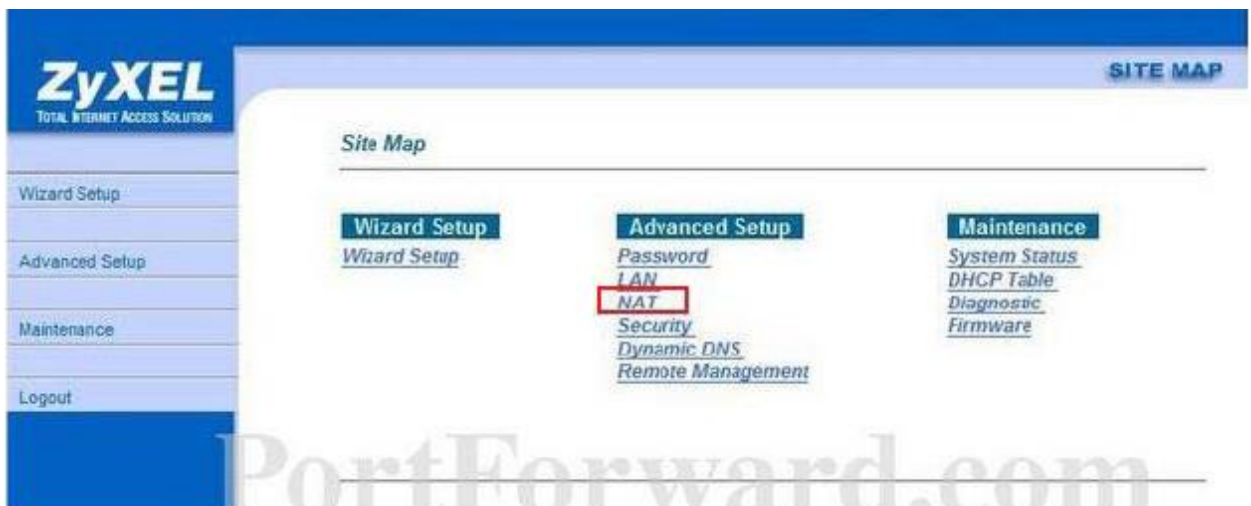 ZyXEL
TOTAL INTERNET ACCESS SOLUTION
SITE MAP
Site Map
Wizard Setup
Advanced Setup
Maintenance
Logout
Wizard Setup
Wizard Setup
Advanced Setup
Password
LAN
NAT
Security
Dynamic DNS
Remote Management
Maintenance
System Status
DHCP Table
Diagnostic
Firmware
PortForward.com